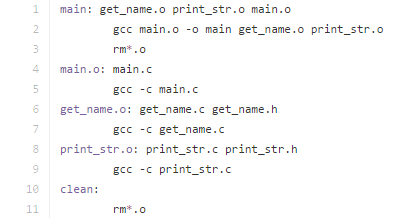 1 main: get_name.o print_str.o main.o
2 gcc main.o -o main get_name.o print_str.o
3 rm*.o
4 main.o: main.c
5 gcc -c main.c
6 get_name.o: get_name.c get_name.h
7 gcc -c get_name.c
8 print_str.o: print_str.c print_str.h
9 gcc -c print_str.c
10 clean:
11 rm*.o